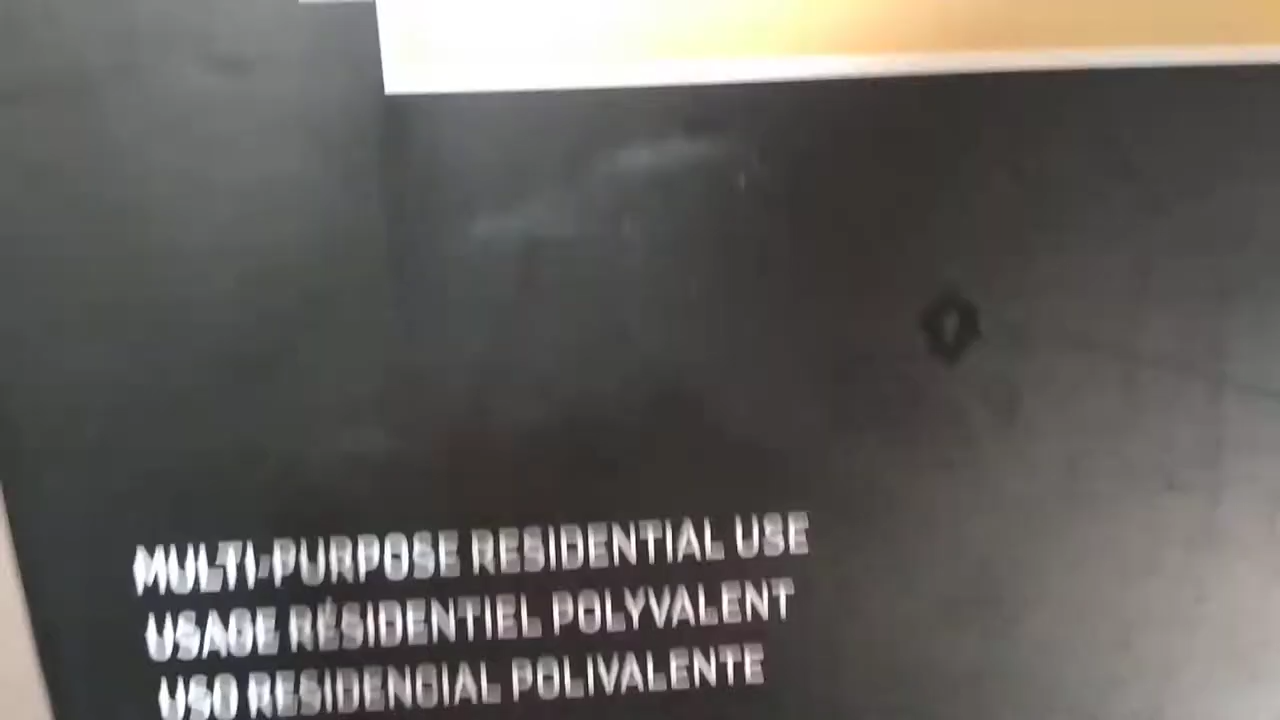 MULTI-PURPOSE RESIDENTIAL USE
USAGE RÉSIDENTIEL POLYVALENT
USO RESIDENCIAL POLIVALENTE